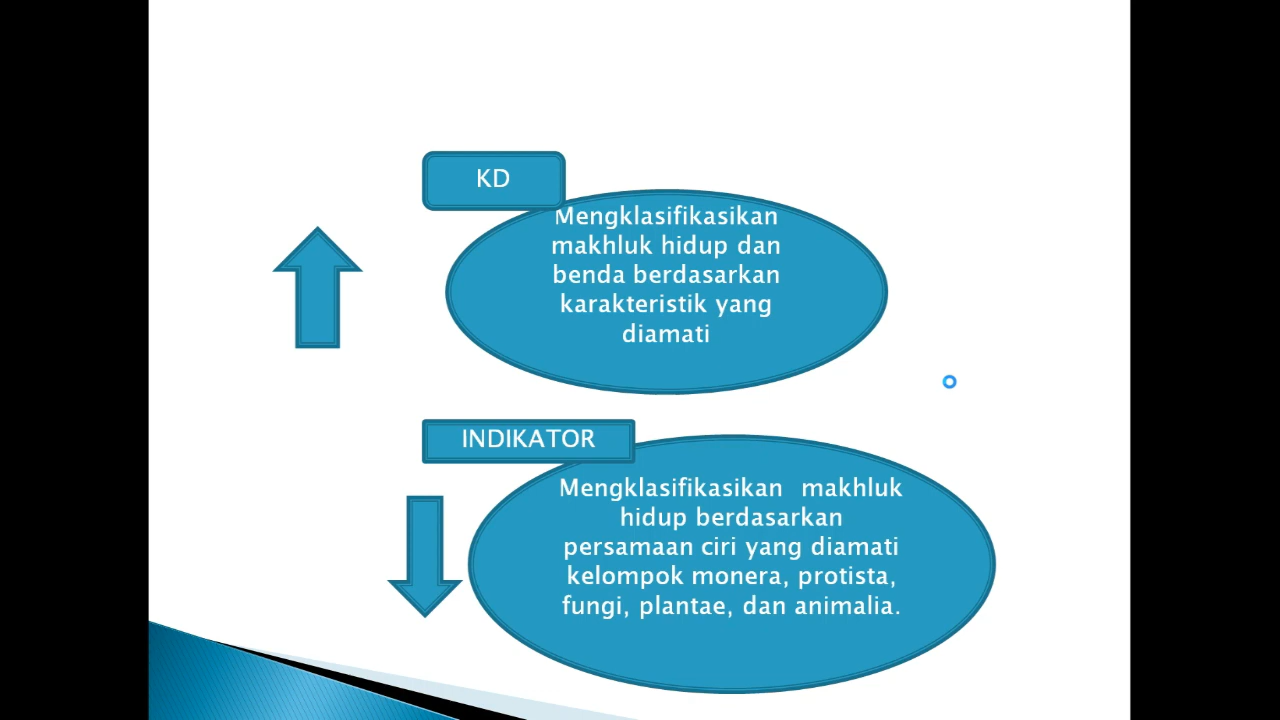 KD
Mengklasifikasikan
makhluk hidup dan
benda berdasarkan
karakteristik yang
diamati
INDIKATOR
Mengklasifikasikan makhluk
hidup berdasarkan
persamaan ciri yang diamati
kelompok monera, protista,
fungi, plantae, dan animalia.